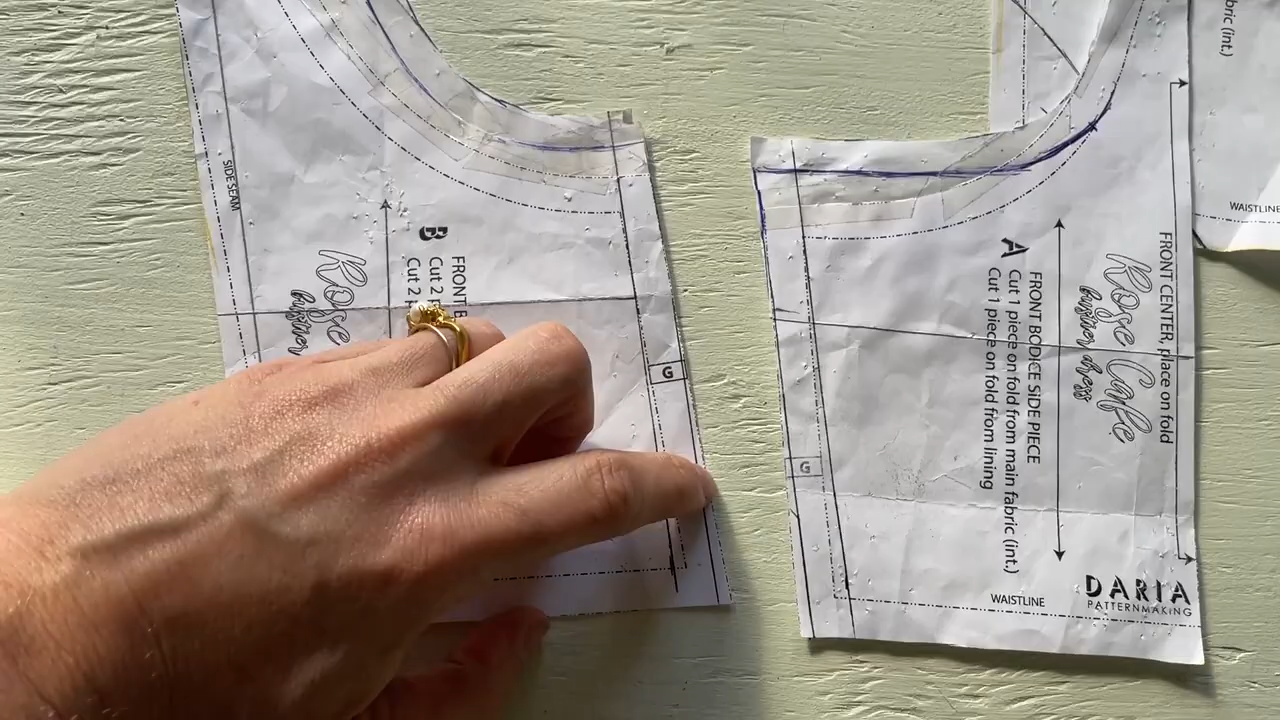 SIDE SEAM
B
FRONT
Cut 2
Cut 2
Rose
bustier
G
G
A
FRONT BODICE SIDE PIECE
Cut 1 piece on fold from main fabric (int.)
Cut 1 piece on fold from lining
Rose Cafe
bustier dress
FRONT CENTER, place on fold
WAISTLINE
DARIA
PATTERNMAKING
fabric (int.)
WAISTLINE